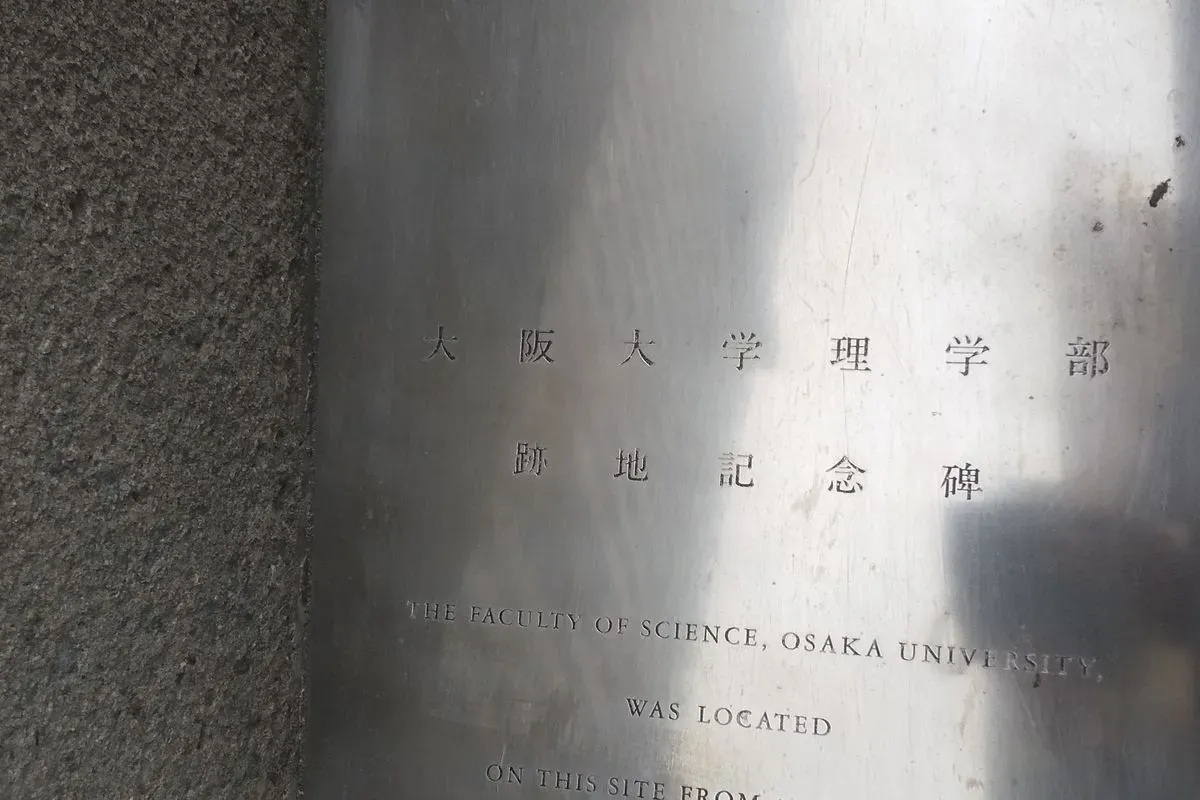 大阪大学理学部
跡地記念碑
THE FACULTY OF SCIENCE, OSAKA UNIVERSITY,
WAS LOCATED
ON THIS SITE FROM